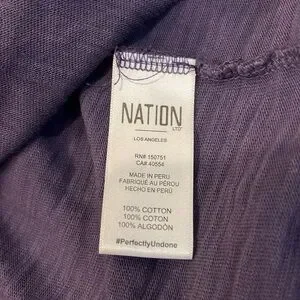 NATION
LTD
LOS ANGELES
RN# 150751
CA# 40554
MADE IN PERU
FABRIQUÉ AU PÉROU
HECHO EN PERÚ
100% COTTON
100% COTON
100% ALGODÓN
#PerfectlyUndone